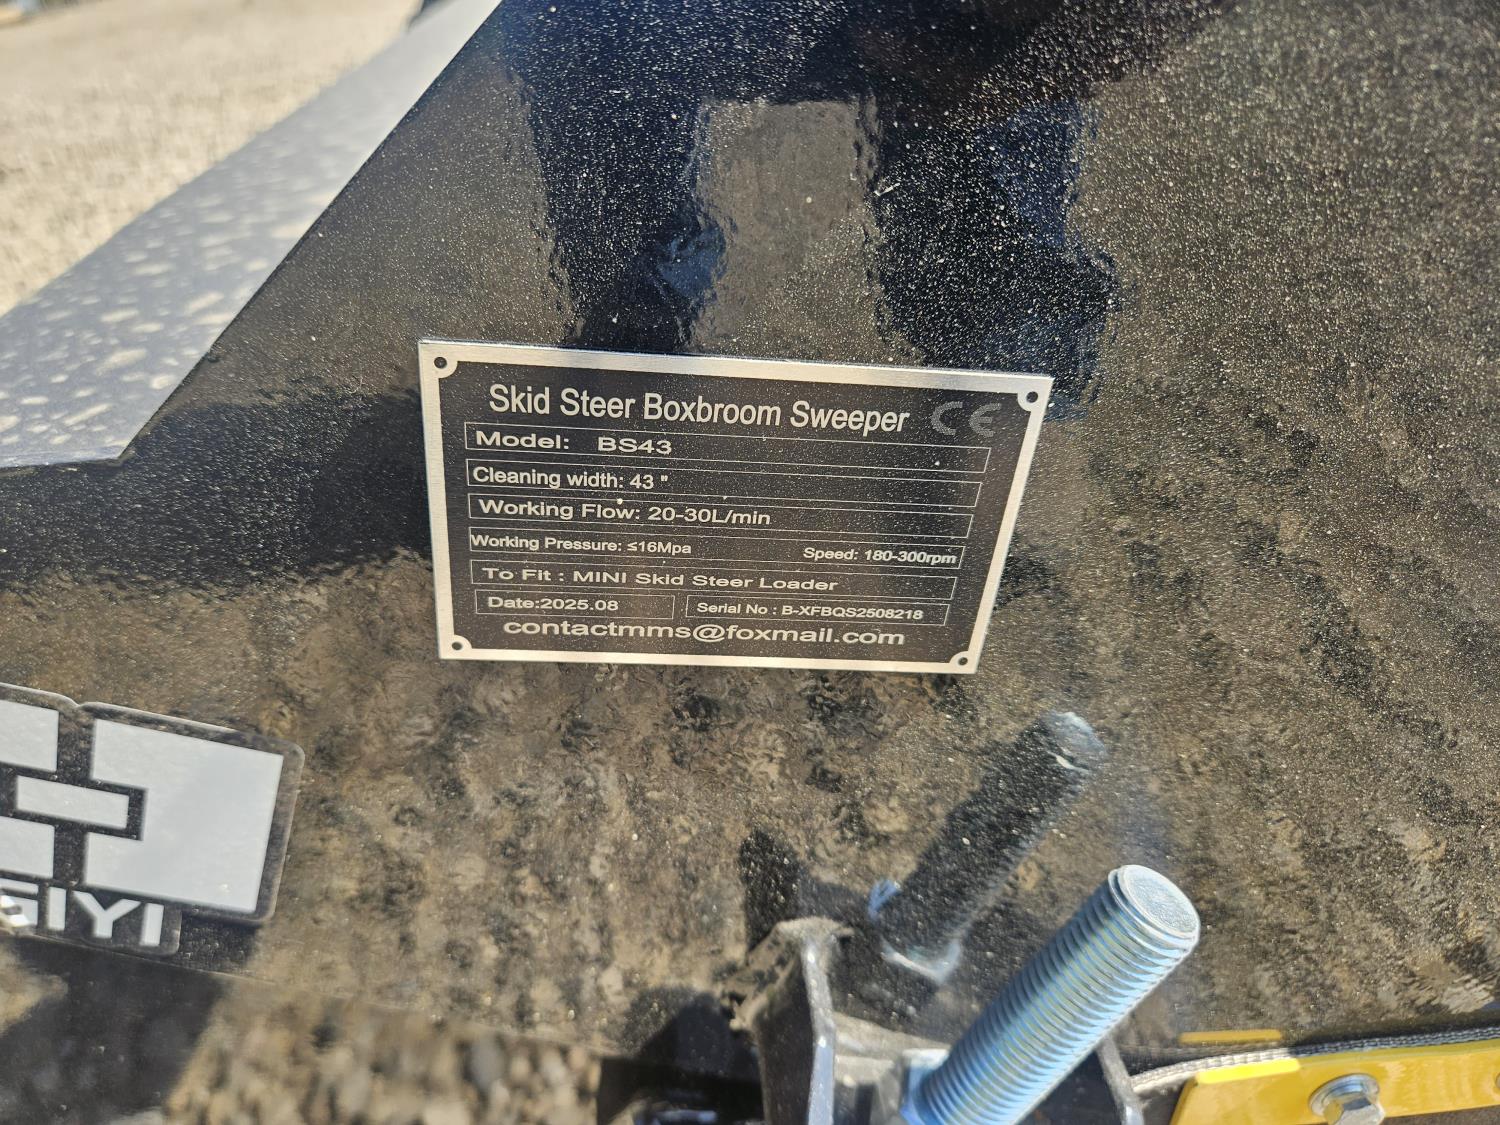 Skid Steer Boxbroom Sweeper CE
Model: BS43
Cleaning width: 43 "
Working Flow: 20-30L/min
Working Pressure: ≤16Mpa Speed: 180-300rpm
To Fit : MINI Skid Steer Loader
Date:2025.08 Serial No : B-XFBQS2508218
contactmms@foxmail.com
GIYI